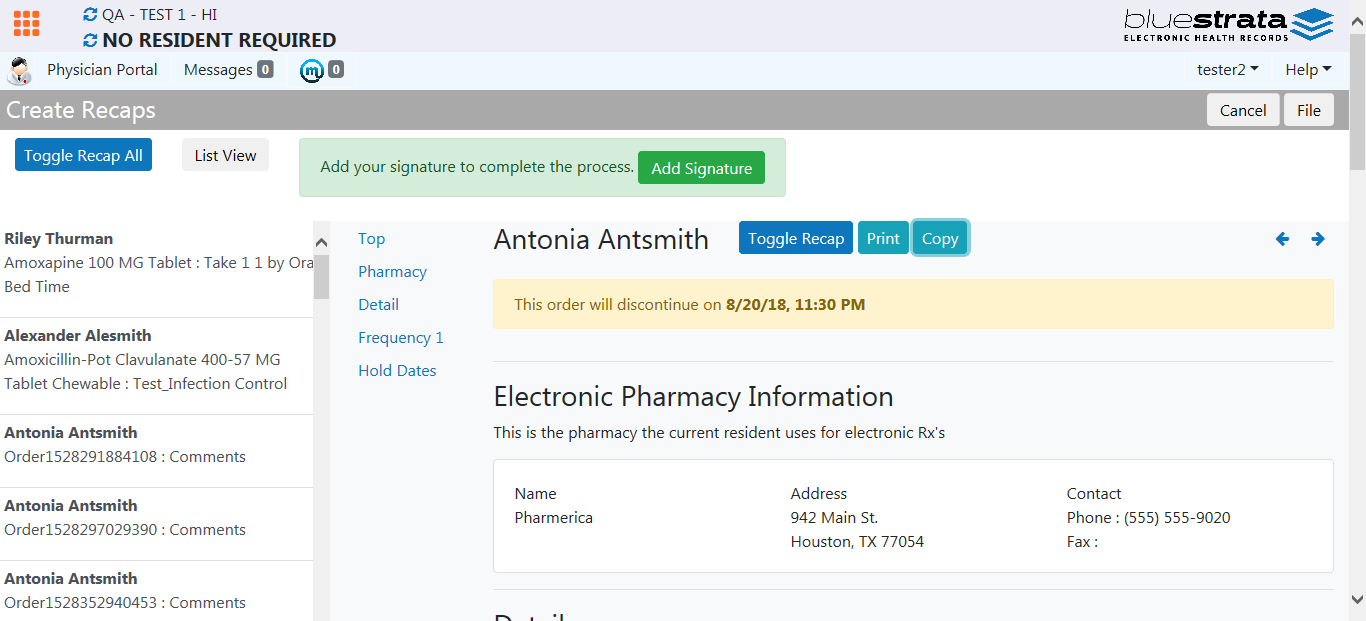 QA - TEST 1 - HI
NO RESIDENT REQUIRED
bluestrata
ELECTRONIC HEALTH RECORDS
Physician Portal Messages 0 m 0 tester2 Help
Create Recaps Cancel File
Toggle Recap All List View Add your signature to complete the process. Add Signature
Riley Thurman
Amoxapine 100 MG Tablet : Take 1 1 by Ora
Bed Time
Alexander Alesmith
Amoxicillin-Pot Clavulanate 400-57 MG
Tablet Chewable : Test_Infection Control
Antonia Antsmith
Order1528291884108 : Comments
Antonia Antsmith
Order1528297029390 : Comments
Antonia Antsmith
Order1528352940453 : Comments
Top
Pharmacy
Detail
Frequency 1
Hold Dates
Antonia Antsmith Toggle Recap Print Copy
This order will discontinue on 8/20/18, 11:30 PM
Electronic Pharmacy Information
This is the pharmacy the current resident uses for electronic Rx's
Name Address Contact
Pharmerica 942 Main St. Phone : (555) 555-9020
Houston, TX 77054 Fax :